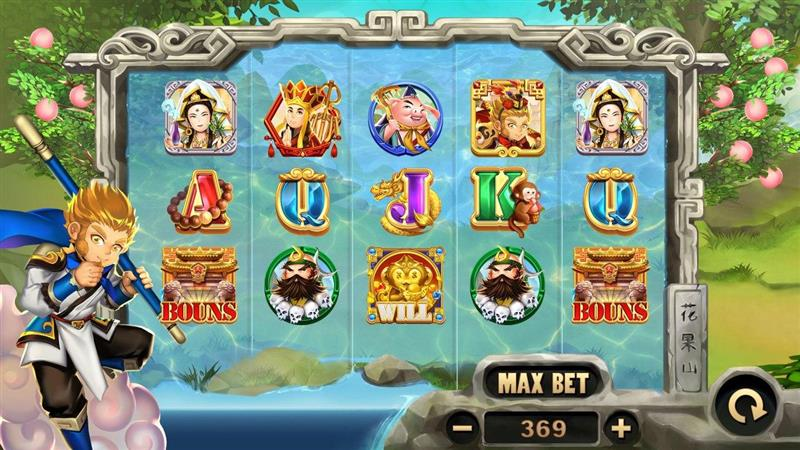 A Q J K Q
BOUNS WILL BOUNS
花果山
MAX BET
− 369 +